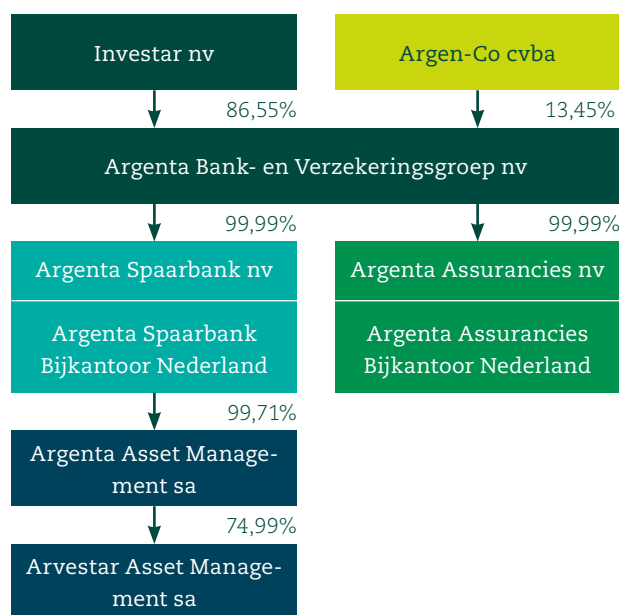 Investar nv
Argen-Co cvba
86,55%
13,45%
Argenta Bank- en Verzekeringsgroep nv
99,99%
99,99%
Argenta Spaarbank nv
Argenta Assurancies nv
Argenta Spaarbank
Bijkantoor Nederland
Argenta Assurancies
Bijkantoor Nederland
99,71%
Argenta Asset Manage-
ment sa
74,99%
Arvestar Asset Manage-
ment sa